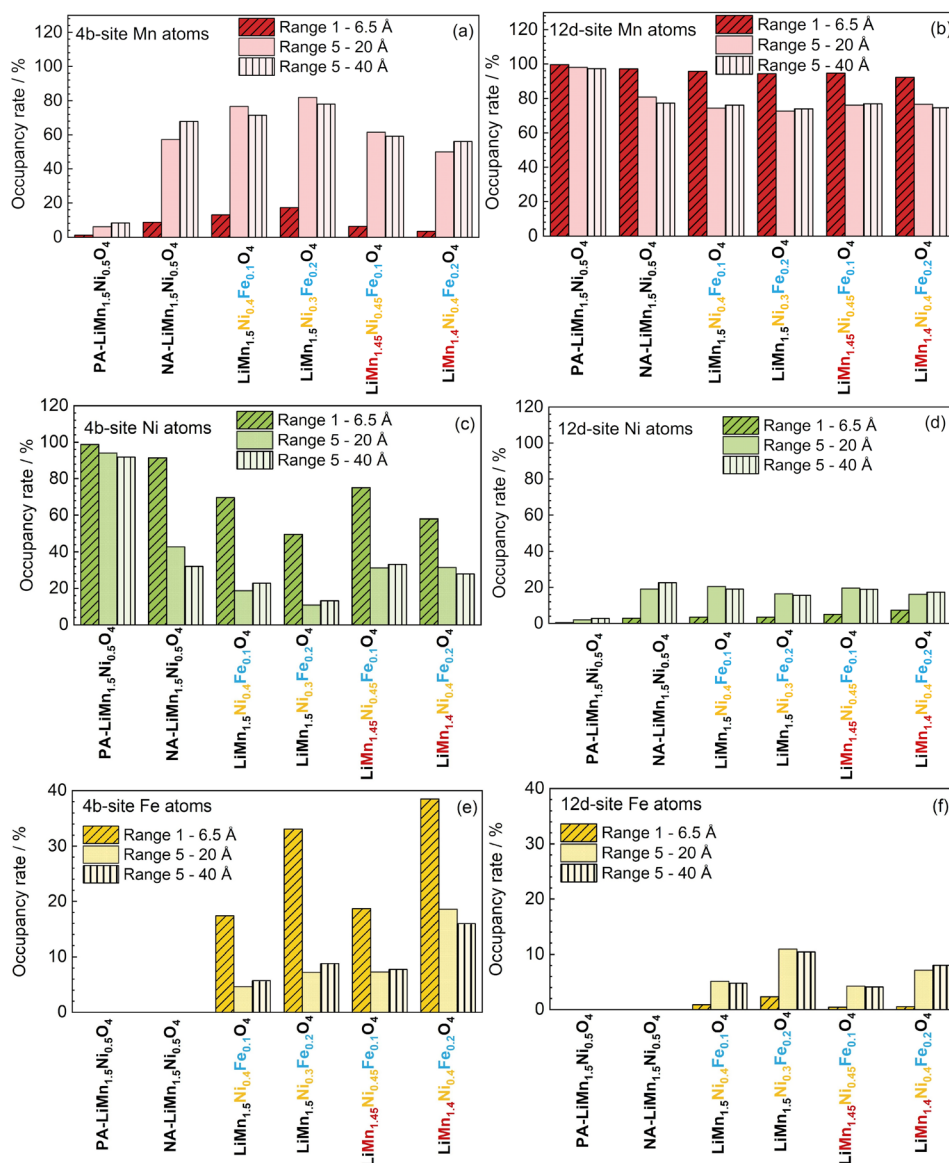 4b-site Mn atoms
(a)
Range 1 - 6.5 Å
Range 5 - 20 Å
Range 5 - 40 Å
Occupancy rate / %
120
100
80
60
40
20
0
PA-LiMn1.5Ni0.5O4
NA-LiMn1.5Ni0.5O4
LiMn1.5Ni0.4Fe0.1O4
LiMn1.5Ni0.3Fe0.2O4
LiMn1.45Ni0.45Fe0.1O4
LiMn1.4Ni0.4Fe0.2O4
12d-site Mn atoms
(b)
Range 1 - 6.5 Å
Range 5 - 20 Å
Range 5 - 40 Å
Occupancy rate / %
120
100
80
60
40
20
0
PA-LiMn1.5Ni0.5O4
NA-LiMn1.5Ni0.5O4
LiMn1.5Ni0.4Fe0.1O4
LiMn1.5Ni0.3Fe0.2O4
LiMn1.45Ni0.45Fe0.1O4
LiMn1.4Ni0.4Fe0.2O4
4b-site Ni atoms
(c)
Range 1 - 6.5 Å
Range 5 - 20 Å
Range 5 - 40 Å
Occupancy rate / %
120
100
80
60
40
20
0
PA-LiMn1.5Ni0.5O4
NA-LiMn1.5Ni0.5O4
LiMn1.5Ni0.4Fe0.1O4
LiMn1.5Ni0.3Fe0.2O4
LiMn1.45Ni0.45Fe0.1O4
LiMn1.4Ni0.4Fe0.2O4
12d-site Ni atoms
(d)
Range 1 - 6.5 Å
Range 5 - 20 Å
Range 5 - 40 Å
Occupancy rate / %
120
100
80
60
40
20
0
PA-LiMn1.5Ni0.5O4
NA-LiMn1.5Ni0.5O4
LiMn1.5Ni0.4Fe0.1O4
LiMn1.5Ni0.3Fe0.2O4
LiMn1.45Ni0.45Fe0.1O4
LiMn1.4Ni0.4Fe0.2O4
4b-site Fe atoms
(e)
Range 1 - 6.5 Å
Range 5 - 20 Å
Range 5 - 40 Å
Occupancy rate / %
40
30
20
10
0
PA-LiMn1.5Ni0.5O4
NA-LiMn1.5Ni0.5O4
LiMn1.5Ni0.4Fe0.1O4
LiMn1.5Ni0.3Fe0.2O4
LiMn1.45Ni0.45Fe0.1O4
LiMn1.4Ni0.4Fe0.2O4
12d-site Fe atoms
(f)
Range 1 - 6.5 Å
Range 5 - 20 Å
Range 5 - 40 Å
Occupancy rate / %
40
30
20
10
0
PA-LiMn1.5Ni0.5O4
NA-LiMn1.5Ni0.5O4
LiMn1.5Ni0.4Fe0.1O4
LiMn1.5Ni0.3Fe0.2O4
LiMn1.45Ni0.45Fe0.1O4
LiMn1.4Ni0.4Fe0.2O4